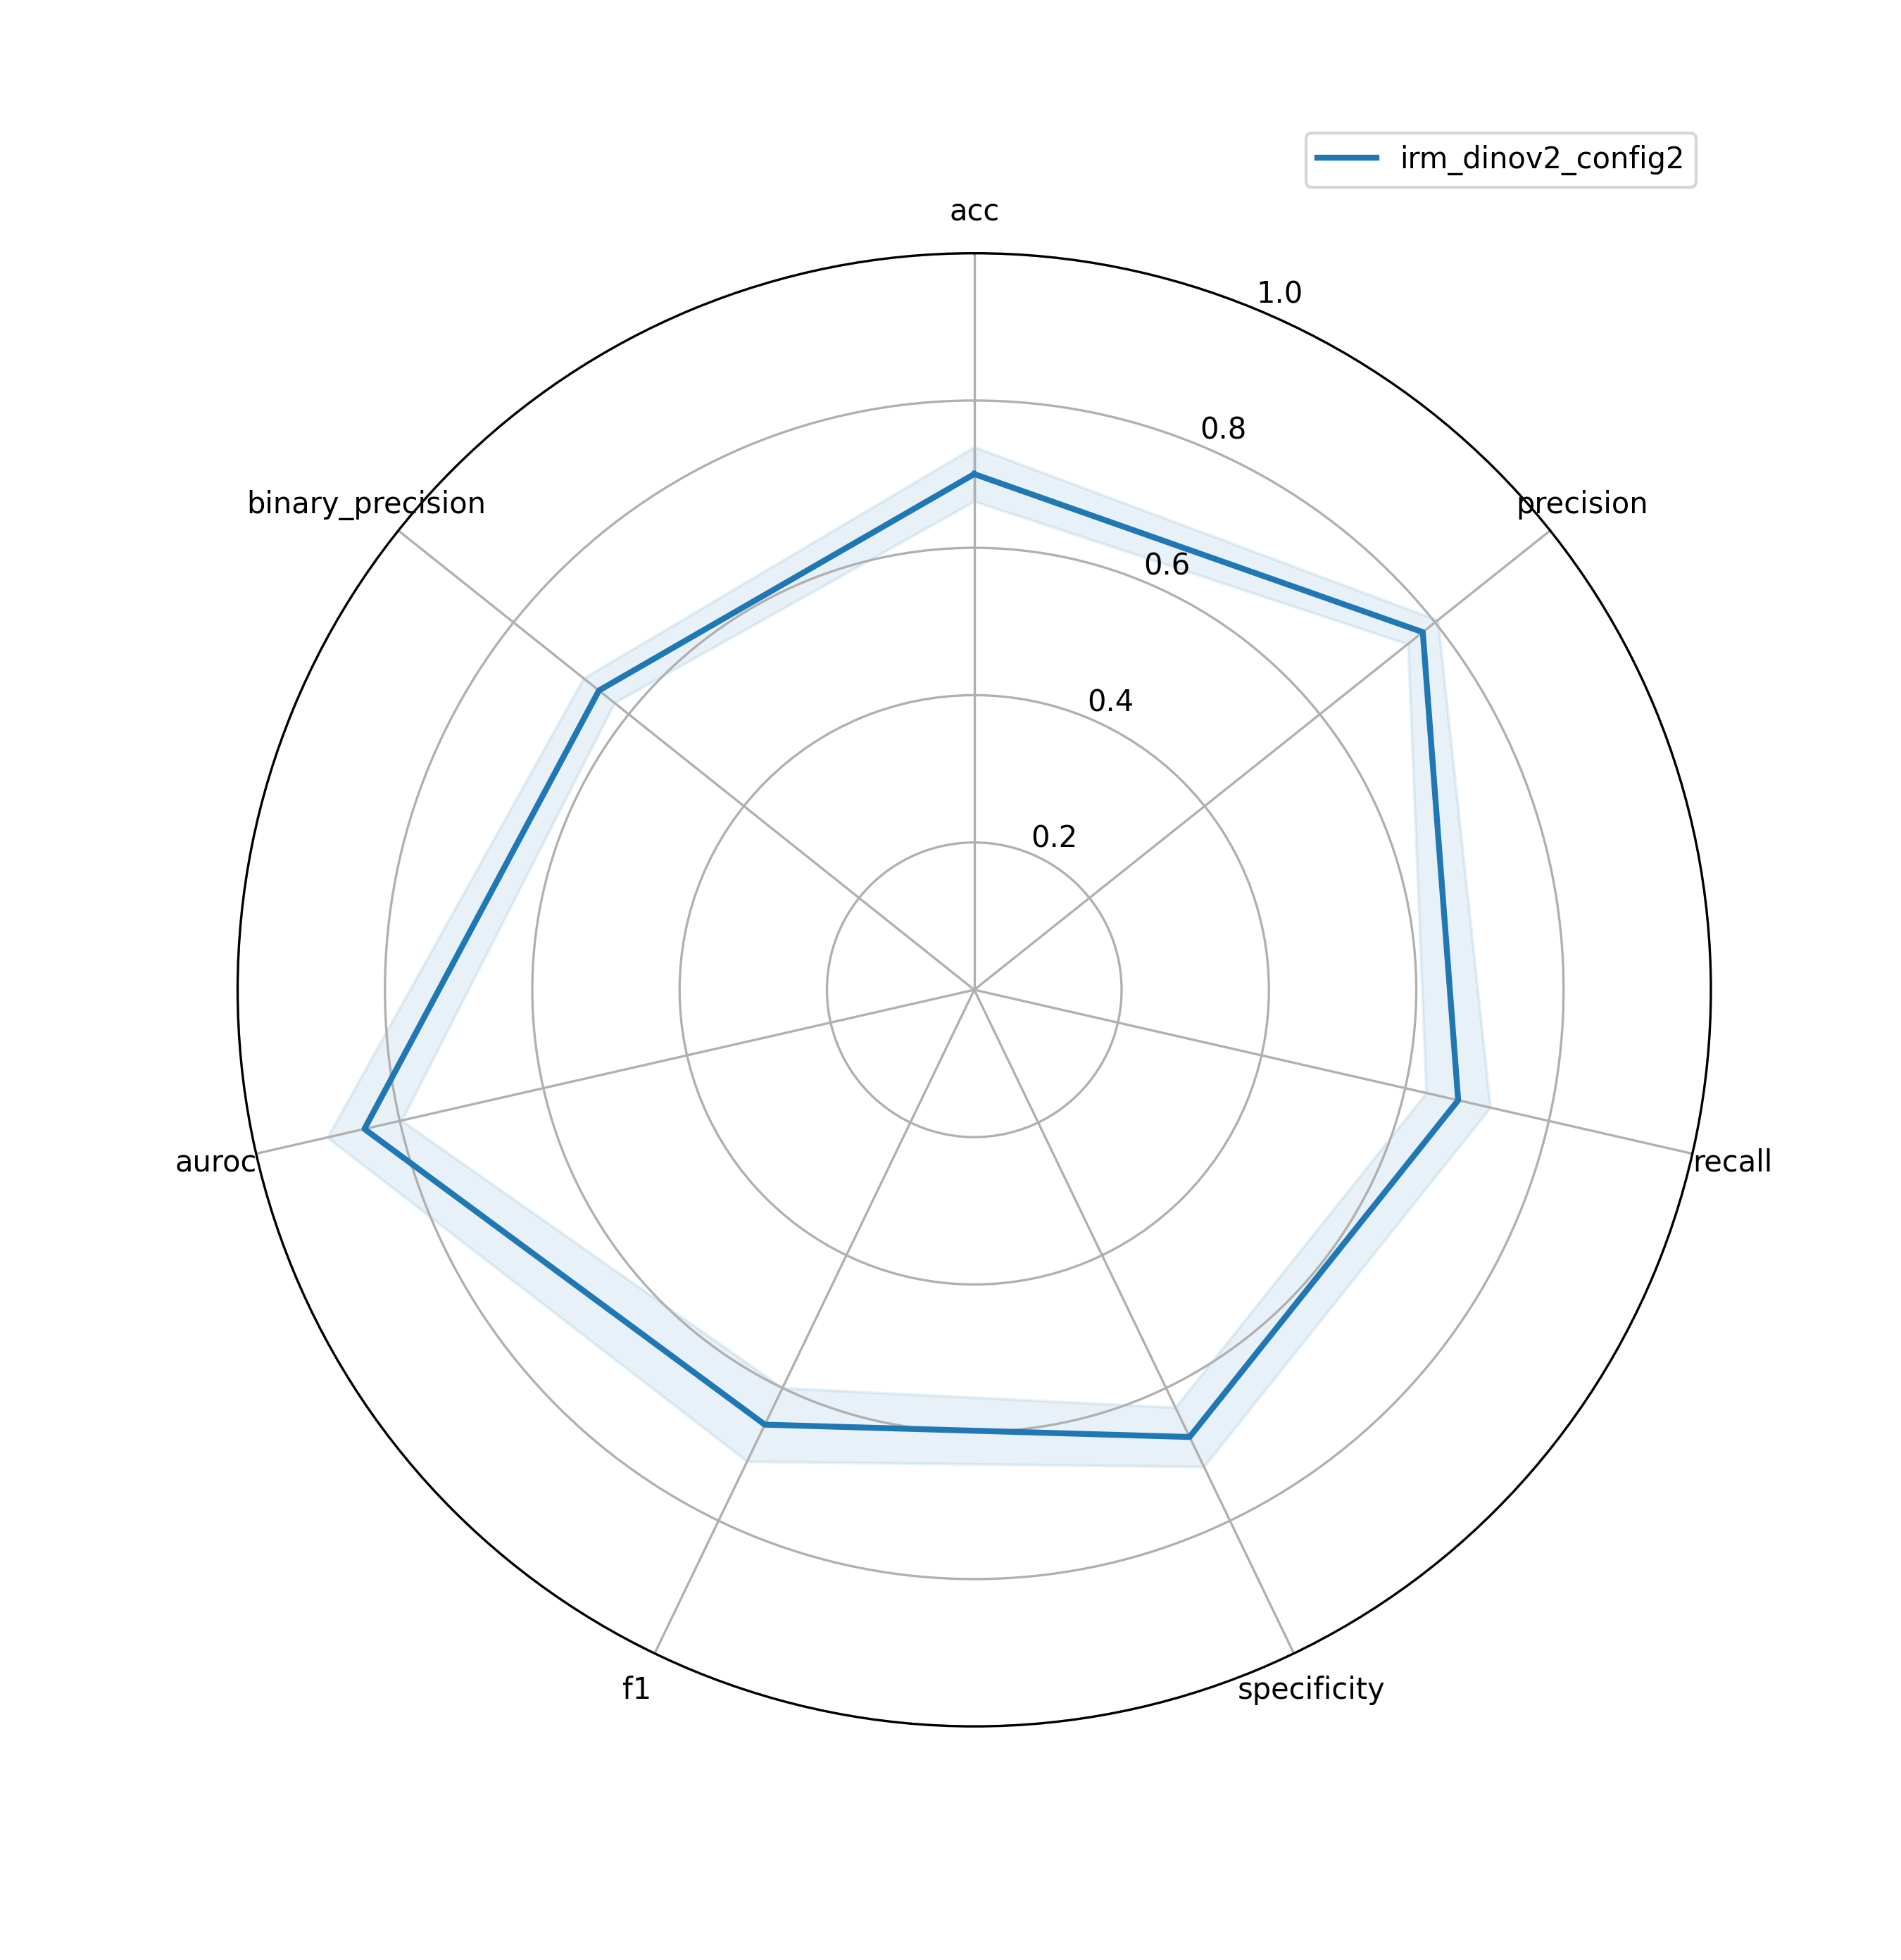 irm_dinov2_config2
acc
1.0
0.8
precision
binary_precision
0.6
0.4
0.2
auroc
recall
f1
specificity